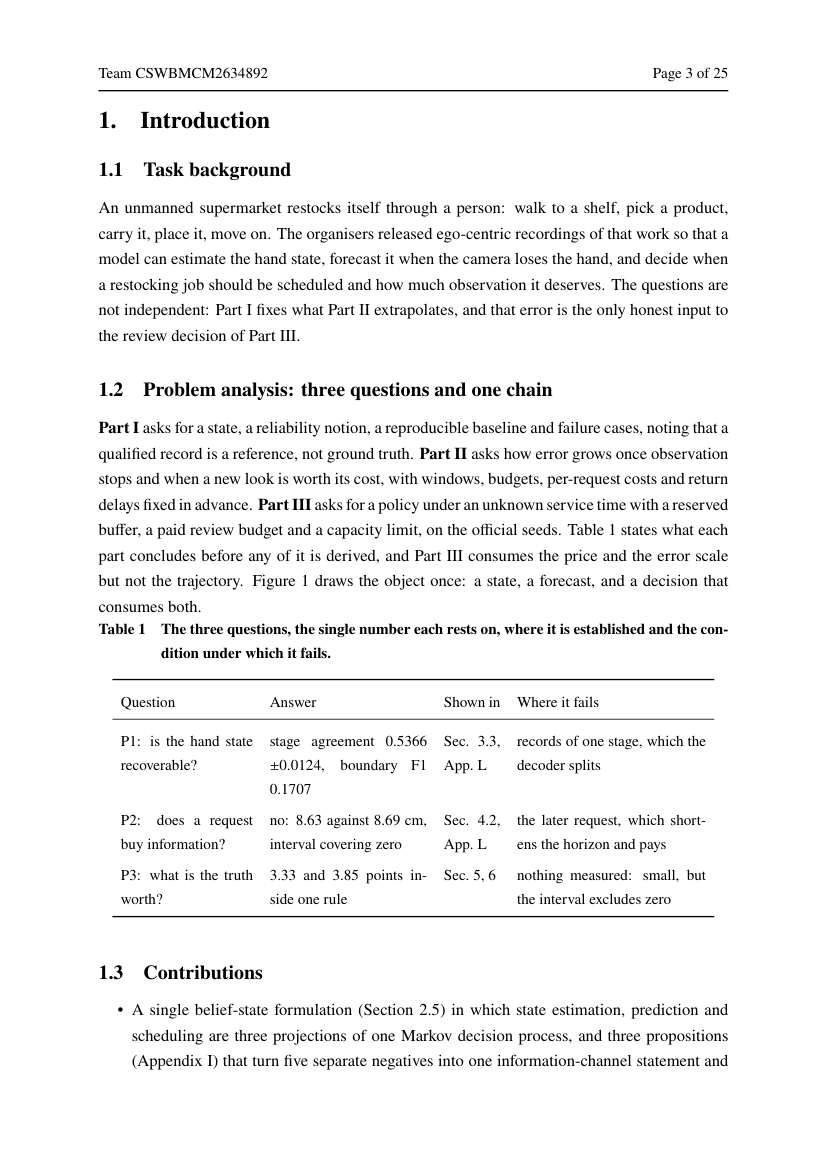 Team CSWBMCM2634892 Page 3 of 25
1. Introduction
1.1 Task background
An unmanned supermarket restocks itself through a person: walk to a shelf, pick a product,
carry it, place it, move on. The organisers released ego-centric recordings of that work so that a
model can estimate the hand state, forecast it when the camera loses the hand, and decide when
a restocking job should be scheduled and how much observation it deserves. The questions are
not independent: Part I fixes what Part II extrapolates, and that error is the only honest input to
the review decision of Part III.
1.2 Problem analysis: three questions and one chain
Part I asks for a state, a reliability notion, a reproducible baseline and failure cases, noting that a
qualified record is a reference, not ground truth. Part II asks how error grows once observation
stops and when a new look is worth its cost, with windows, budgets, per-request costs and return
delays fixed in advance. Part III asks for a policy under an unknown service time with a reserved
buffer, a paid review budget and a capacity limit, on the official seeds. Table 1 states what each
part concludes before any of it is derived, and Part III consumes the price and the error scale
but not the trajectory. Figure 1 draws the object once: a state, a forecast, and a decision that
consumes both.
Table 1 The three questions, the single number each rests on, where it is established and the con-
dition under which it fails.
Question Answer Shown in Where it fails
P1: is the hand state stage agreement 0.5366 Sec. 3.3, records of one stage, which the
recoverable? ±0.0124, boundary F1 App. L decoder splits
0.1707
P2: does a request no: 8.63 against 8.69 cm, Sec. 4.2, the later request, which short-
buy information? interval covering zero App. L ens the horizon and pays
P3: what is the truth 3.33 and 3.85 points in- Sec. 5, 6 nothing measured: small, but
worth? side one rule the interval excludes zero
1.3 Contributions
• A single belief-state formulation (Section 2.5) in which state estimation, prediction and
scheduling are three projections of one Markov decision process, and three propositions
(Appendix I) that turn five separate negatives into one information-channel statement and